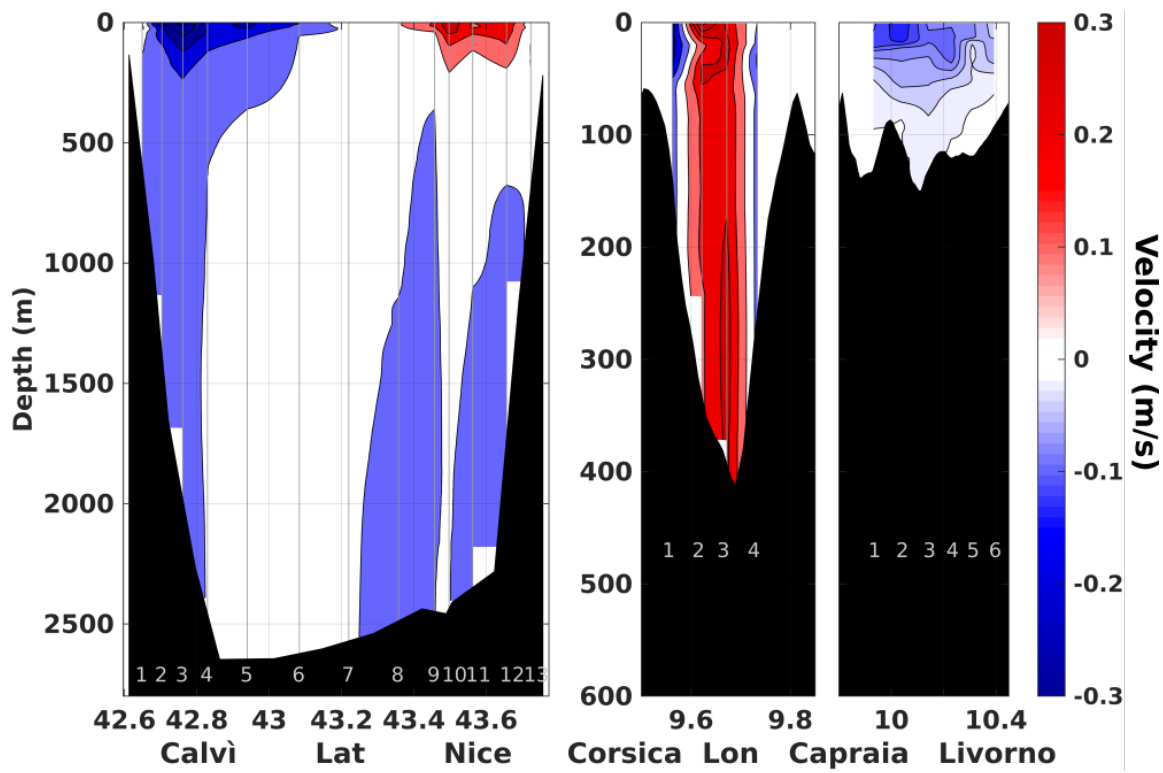 0
500
1000
1500
2000
2500
Depth (m)
1 2 3 4 5 6 7 8 9 10 11 12 13
42.6 42.8 43 43.2 43.4 43.6
Calvì Lat Nice
0
100
200
300
400
500
600
1 2 3 4
9.6 9.8
Corsica Lon Capraia Livorno
1 2 3 4 5 6
10 10.4
0.3
0.2
0.1
0
-0.1
-0.2
-0.3
Velocity (m/s)